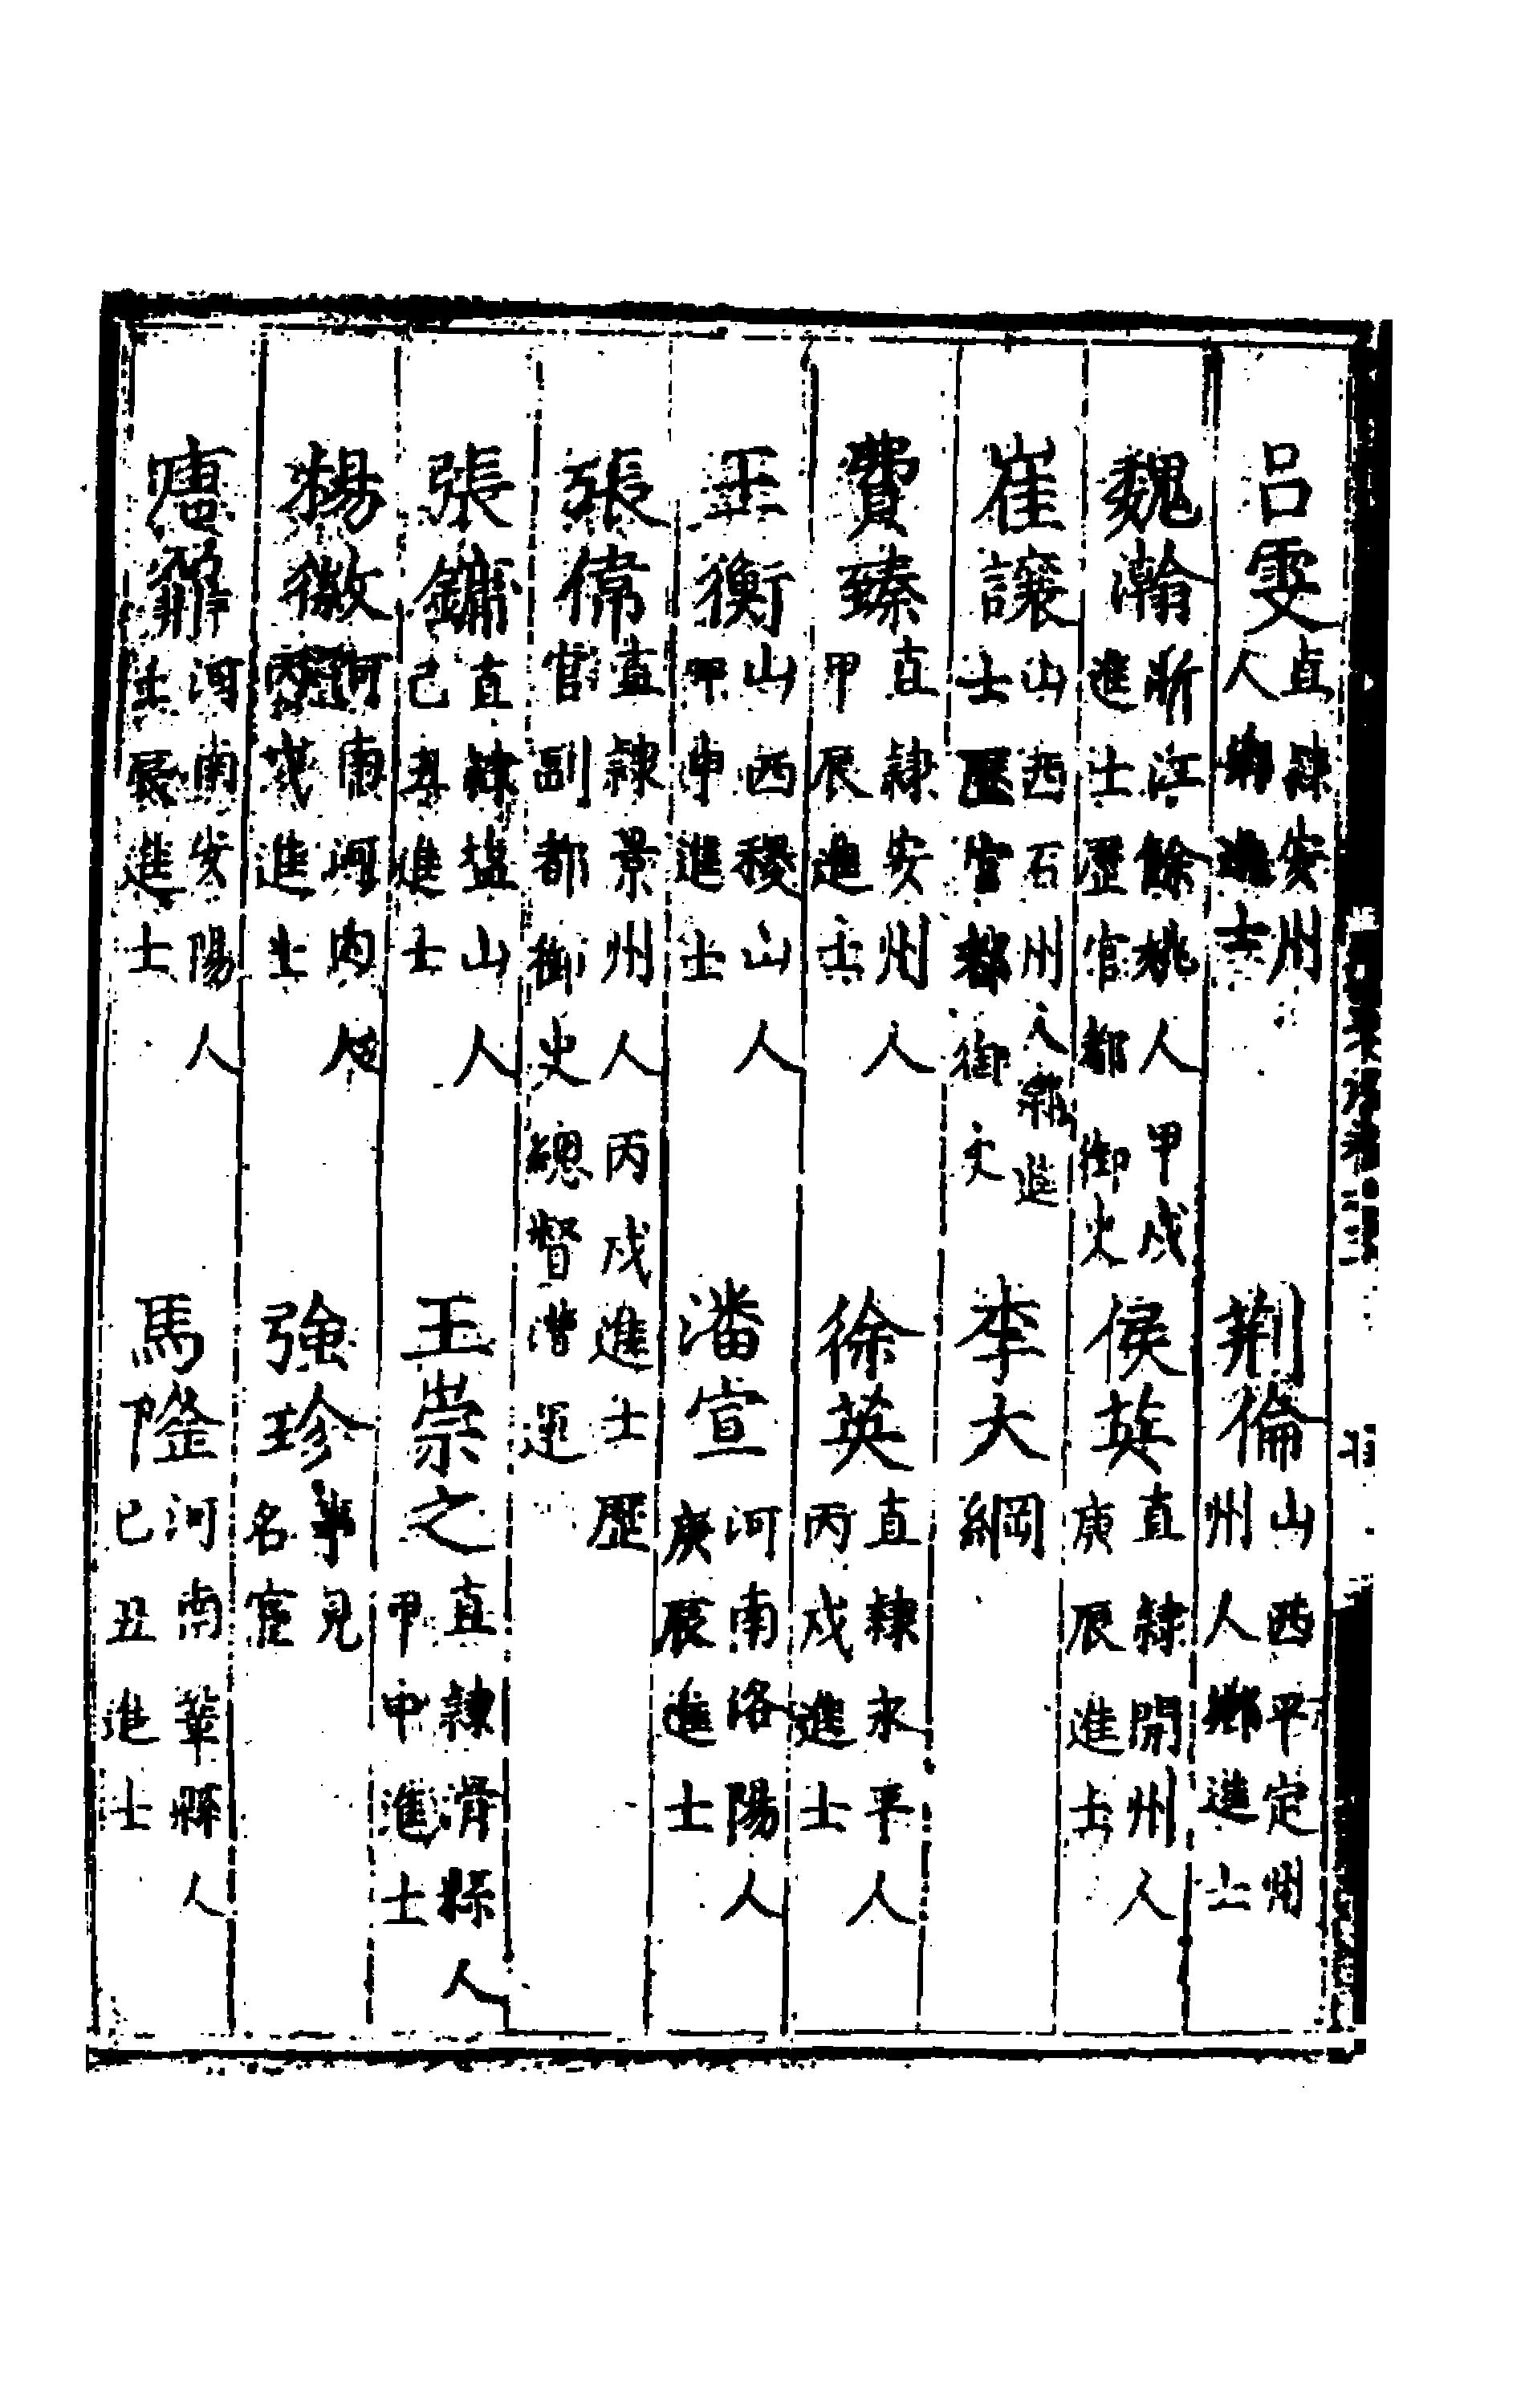 呂雯直隸安州人鄉進士 荆倫山西平定州人鄉進士
魏瀚浙江餘姚人甲戌進士歷官都御史 侯英直隸開州人庚辰進士
崔讓山西石州人鄉進士歷官都御史 李大綱
費臻直隸安州人甲辰進士 徐英直隸永平人丙戌進士
王衡山西稷山人甲申進士 潘宣河南洛陽人庚辰進士
張偉直隸景州人丙戌進士歷官副都御史總督漕運
張鏞直隸塩山人己丑進士 王崇之直隸滑縣人甲申進士
楊徽河南河内人丙戌進士 強珍事見名宦
唐鼐河南安陽人壬辰進士 馬隆河南鞏縣人己丑進士